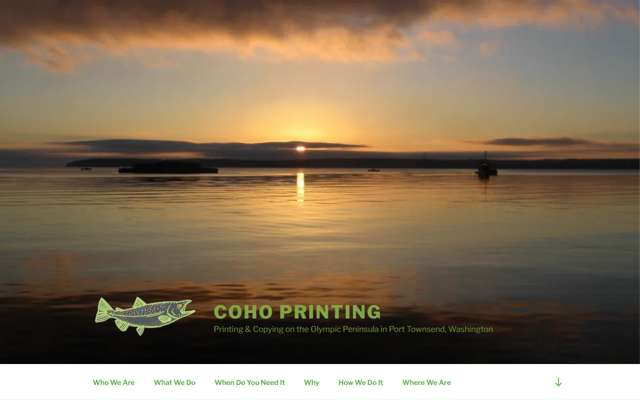 COHO PRINTING
Printing & Copying on the Olympic Peninsula in Port Townsend, Washington
Who We Are What We Do When Do You Need It Why How We Do It Where We Are